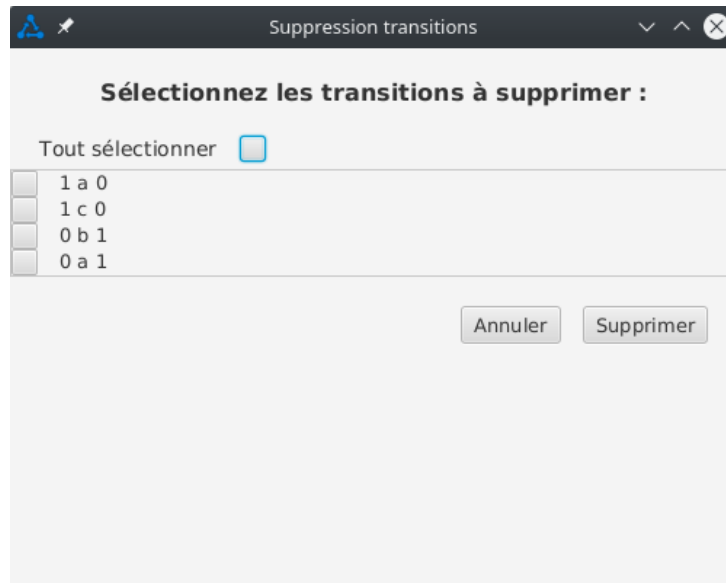 Suppression transitions
Sélectionnez les transitions à supprimer :
Tout sélectionner
1 a 0
1 c 0
0 b 1
0 a 1
Annuler Supprimer